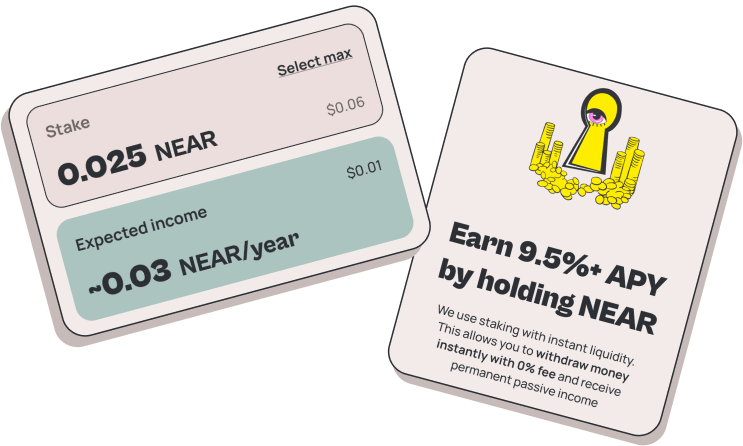 Select max
Stake
$0.06
0.025 NEAR
$0.01
Expected income
~0.03 NEAR/year
Earn 9.5%+ APY
by holding NEAR
We use staking with instant liquidity.
This allows you to withdraw money
instantly with 0% fee and receive
permanent passive income